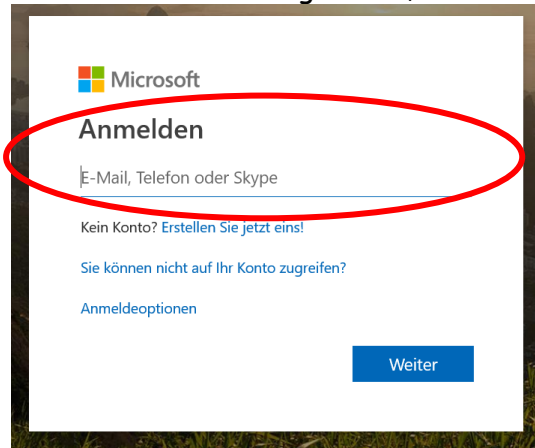 Microsoft
Anmelden
E-Mail, Telefon oder Skype
Kein Konto? Erstellen Sie jetzt eins!
Sie können nicht auf Ihr Konto zugreifen?
Anmeldeoptionen
Weiter